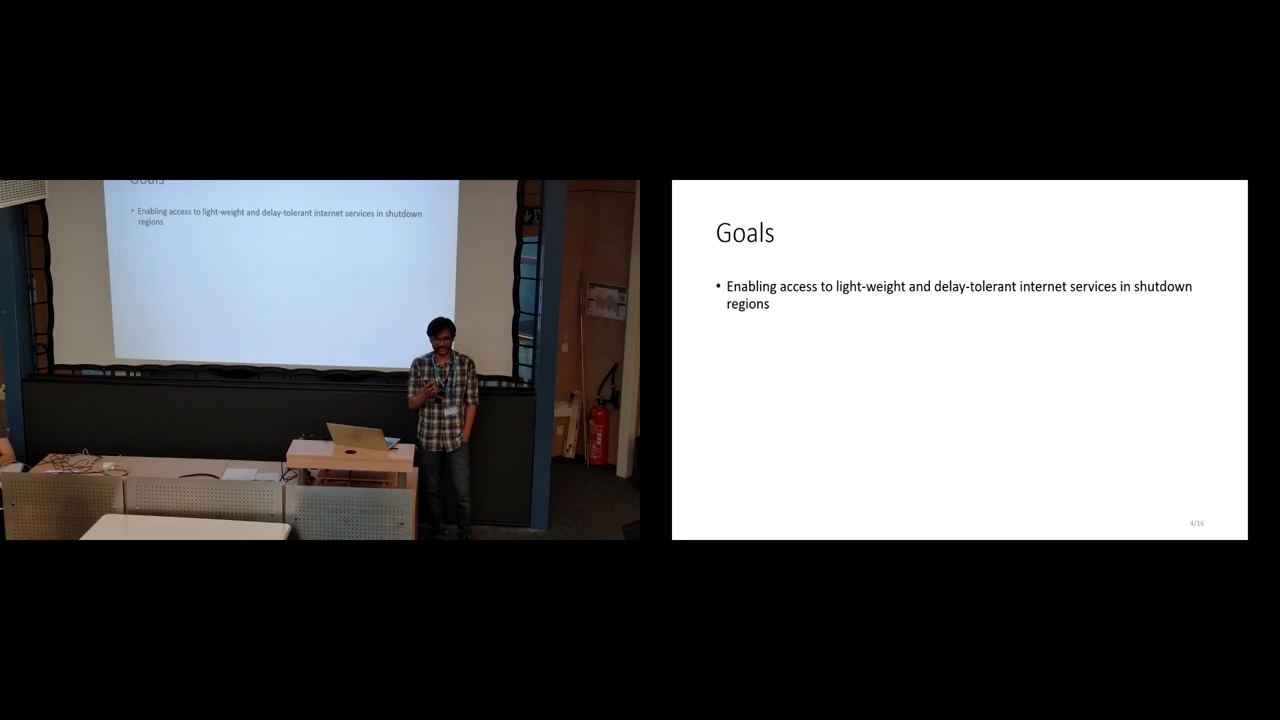 Goals
• Enabling access to light-weight and delay-tolerant internet services in shutdown
regions
Goals
• Enabling access to light-weight and delay-tolerant internet services in shutdown
regions
4/16